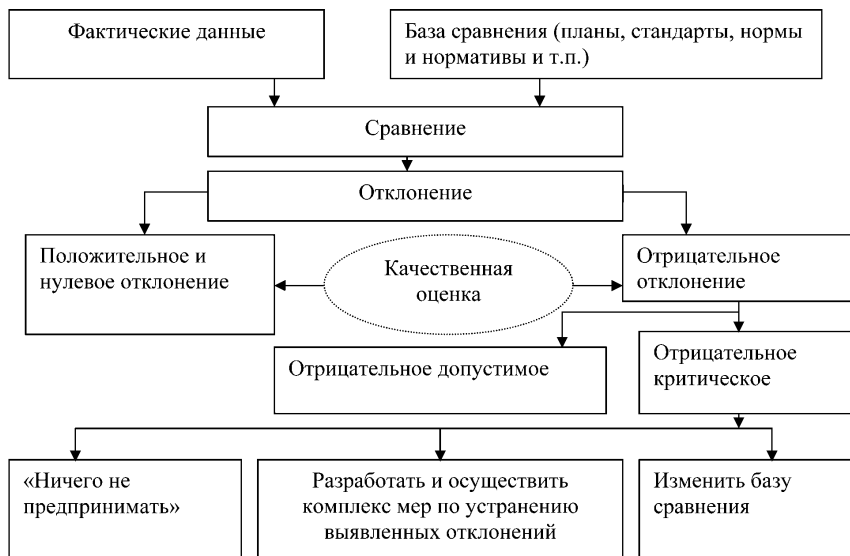 Фактические данные
База сравнения (планы, стандарты, нормы
и нормативы и т.п.)
Сравнение
Отклонение
Положительное и
нулевое отклонение
Качественная
оценка
Отрицательное
отклонение
Отрицательное допустимое
Отрицательное
критическое
«Ничего не
предпринимать»
Разработать и осуществить
комплекс мер по устранению
выявленных отклонений
Изменить базу
сравнения